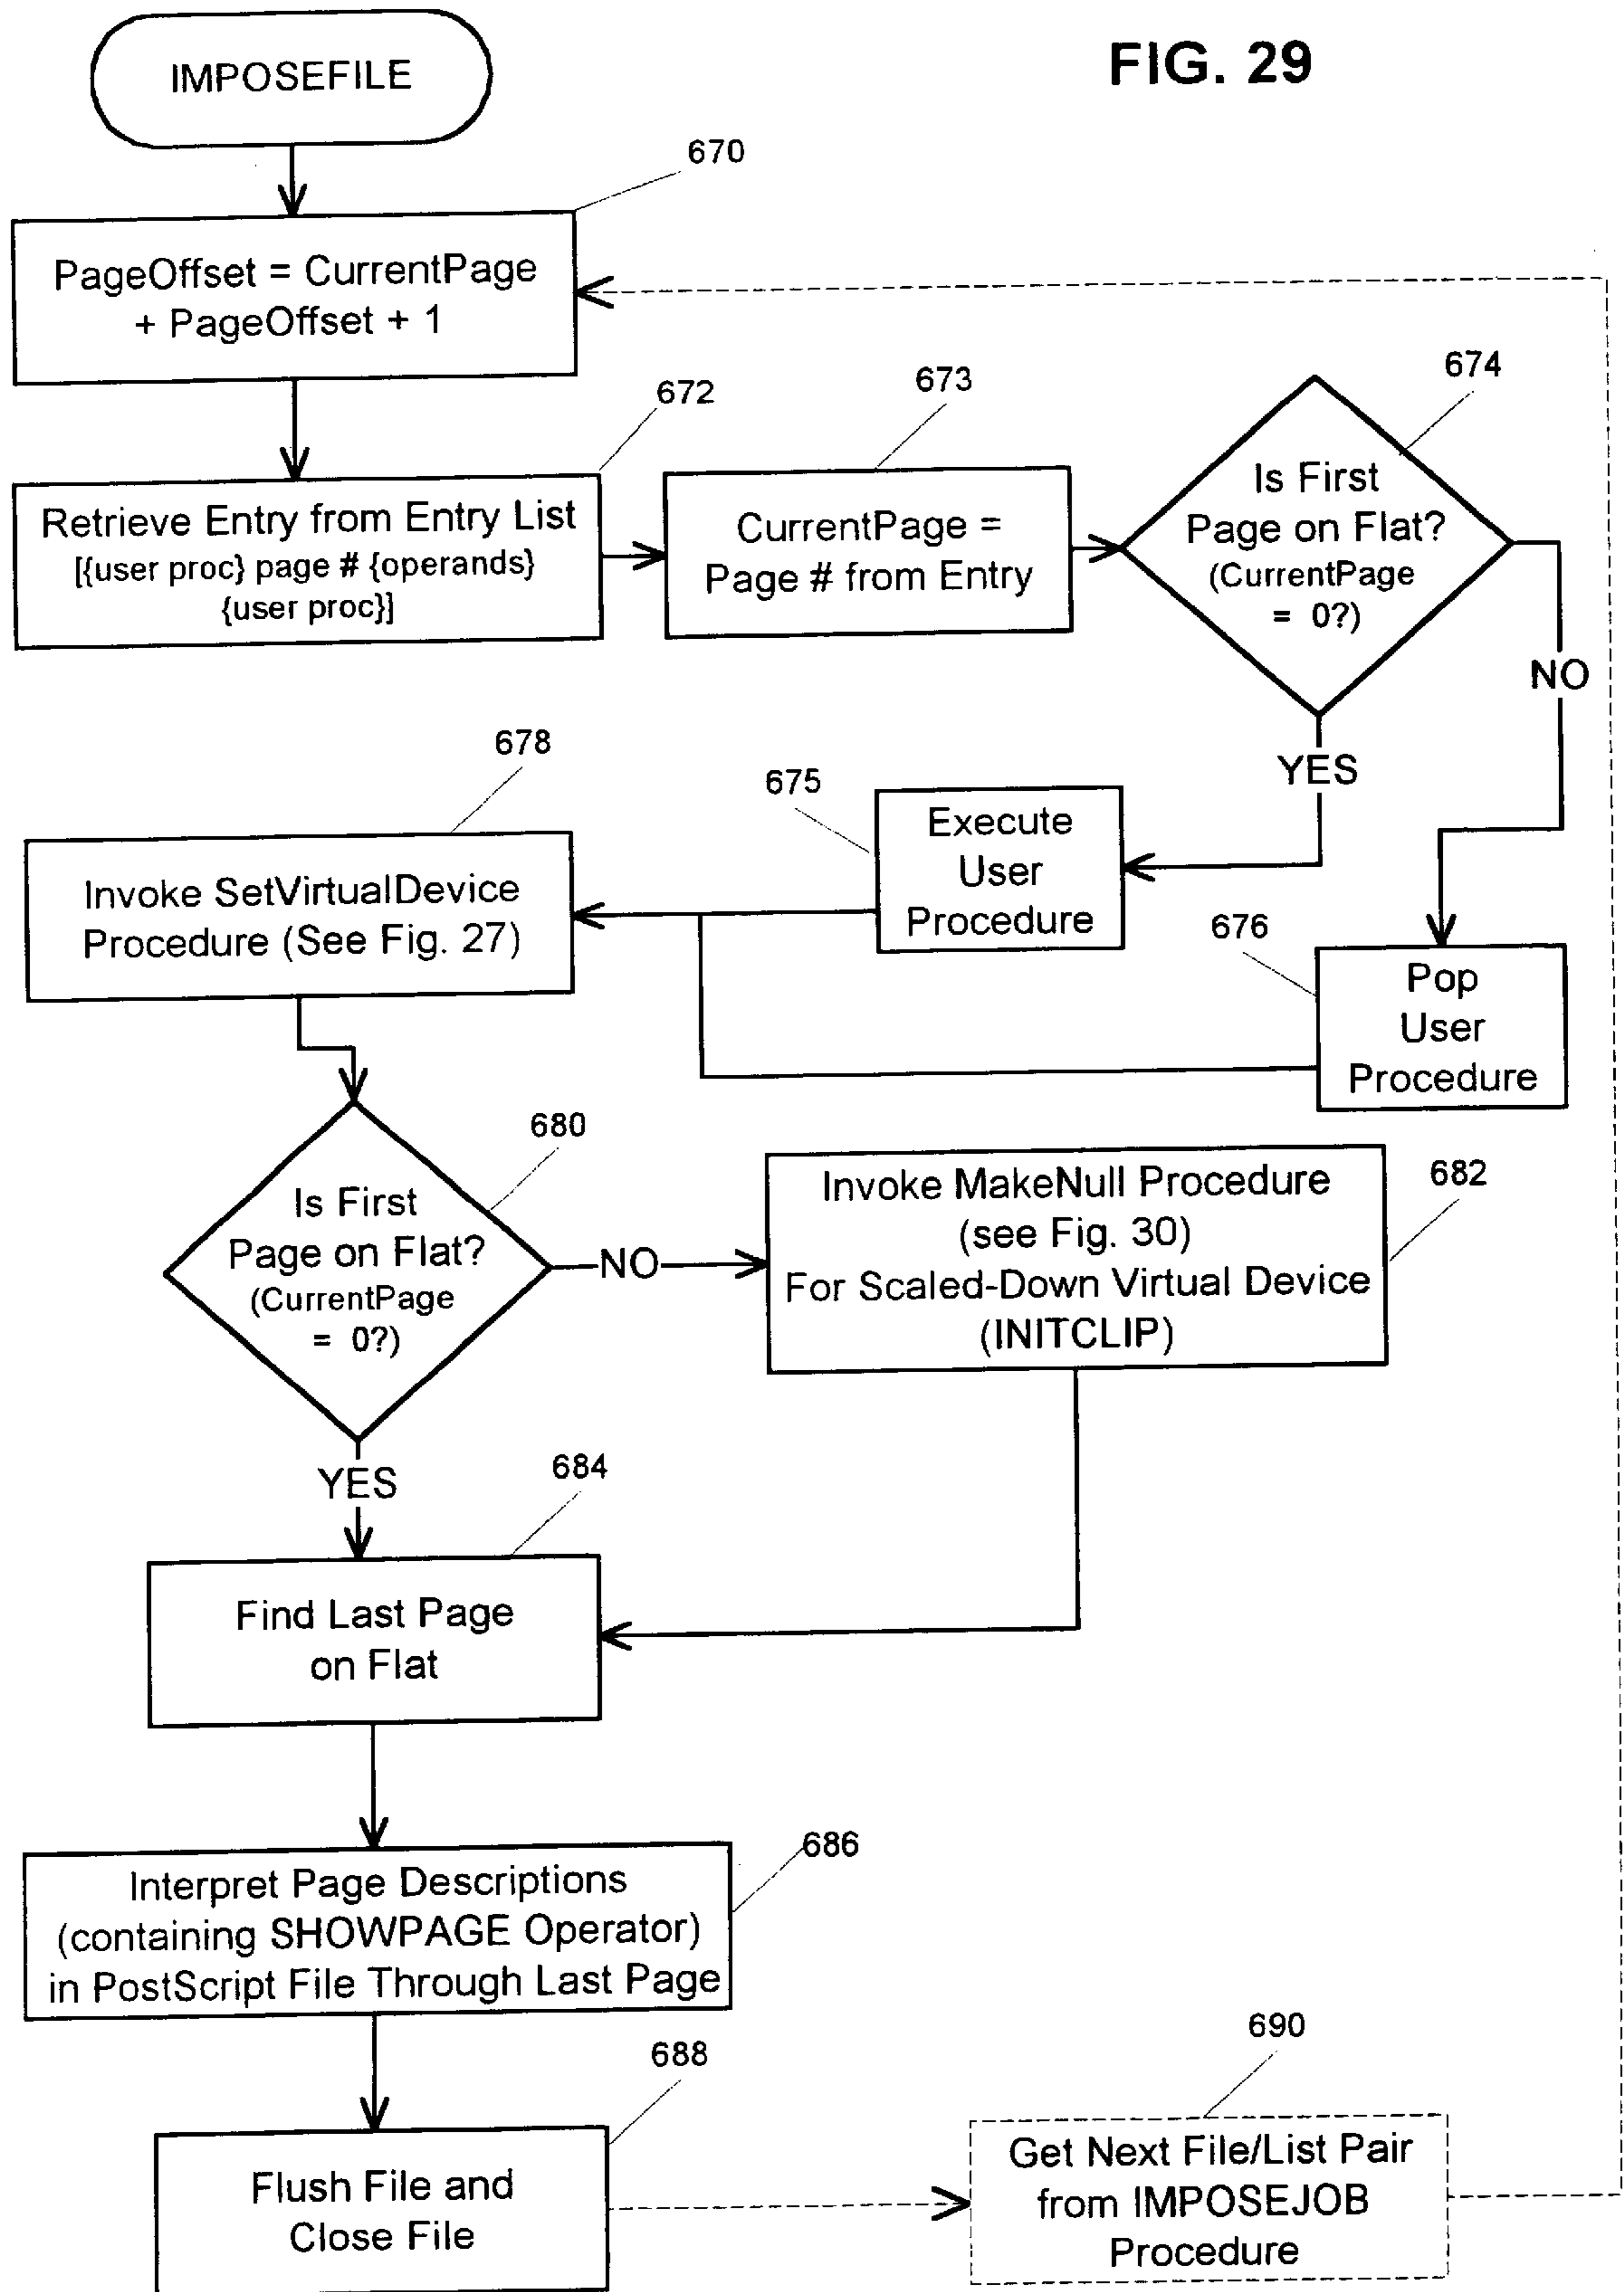 FIG. 29
IMPOSEFILE
670
PageOffset = CurrentPage
+ PageOffset + 1
672
Retrieve Entry from Entry List
[{user proc} page # {operands}
{user proc}]
673
CurrentPage =
Page # from Entry
674
Is First
Page on Flat?
(CurrentPage
= 0?)
NO
YES
675
Execute
User
Procedure
676
Pop
User
Procedure
678
Invoke SetVirtualDevice
Procedure (See Fig. 27)
680
Is First
Page on Flat?
(CurrentPage
= 0?)
NO
YES
682
Invoke MakeNull Procedure
(see Fig. 30)
For Scaled-Down Virtual Device
(INITCLIP)
684
Find Last Page
on Flat
686
Interpret Page Descriptions
(containing SHOWPAGE Operator)
in PostScript File Through Last Page
688
Flush File and
Close File
690
Get Next File/List Pair
from IMPOSEJOB
Procedure